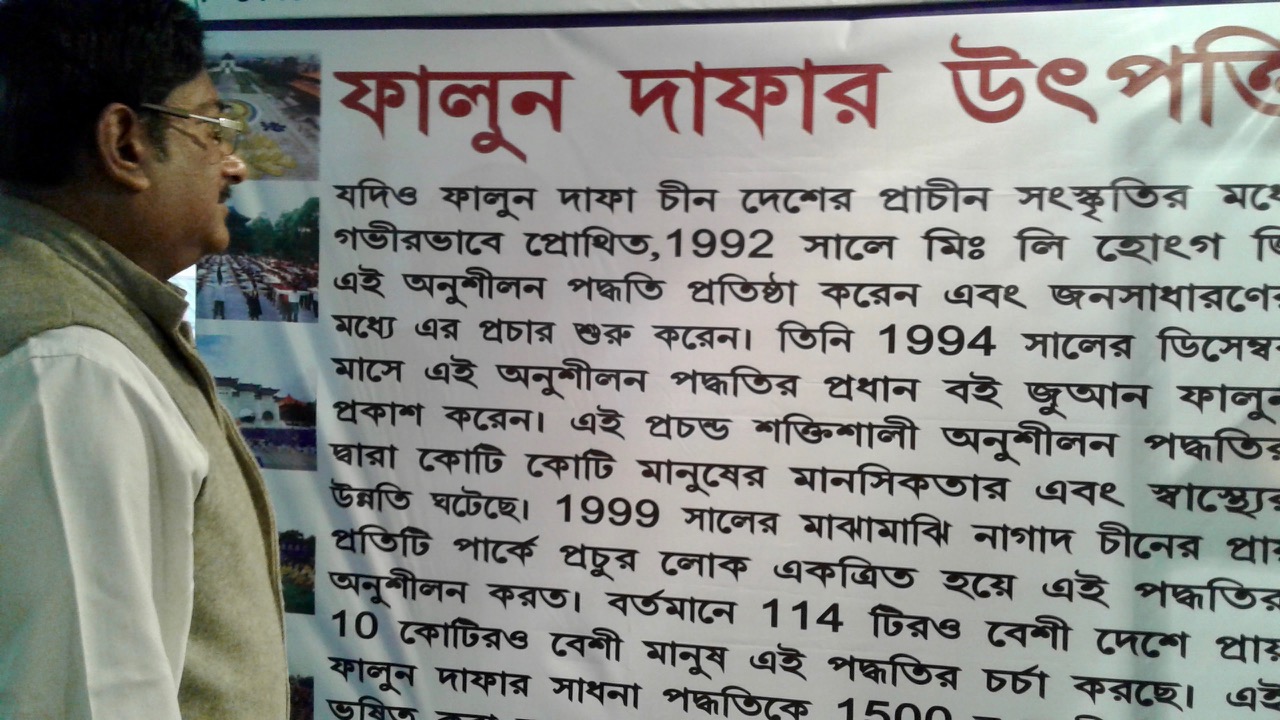 ফালুন দাফার উৎপত্তি
যদিও ফালুন দাফা চীন দেশের প্রাচীন সংস্কৃতির মধ্যে
গভীরভাবে প্রোথিত,1992 সালে মিঃ লি হোংগ
এই অনুশীলন পদ্ধতি প্রতিষ্ঠা করেন এবং জনসাধারণের
মধ্যে এর প্রচার শুরু করেন। তিনি 1994 সালের ডিসেম্বর
মাসে এই অনুশীলন পদ্ধতির প্রধান বই জুআন ফালুন
প্রকাশ করেন। এই প্রচন্ড শক্তিশালী অনুশীলন পদ্ধতির
দ্বারা কোটি কোটি মানুষের মানসিকতার এবং স্বাস্থ্যের
উন্নতি ঘটেছে। 1999 সালের মাঝামাঝি নাগাদ চীনের প্রায়
প্রতিটি পার্কে প্রচুর লোক একত্রিত হয়ে এই পদ্ধতির
অনুশীলন করত। বর্তমানে 114 টিরও বেশী দেশে প্রায়
10 কোটিরও বেশী মানুষ এই পদ্ধতির চর্চা করছে। এই
ফালুন দাফার সাধনা পদ্ধতিকে 1500
ভূষিত করা